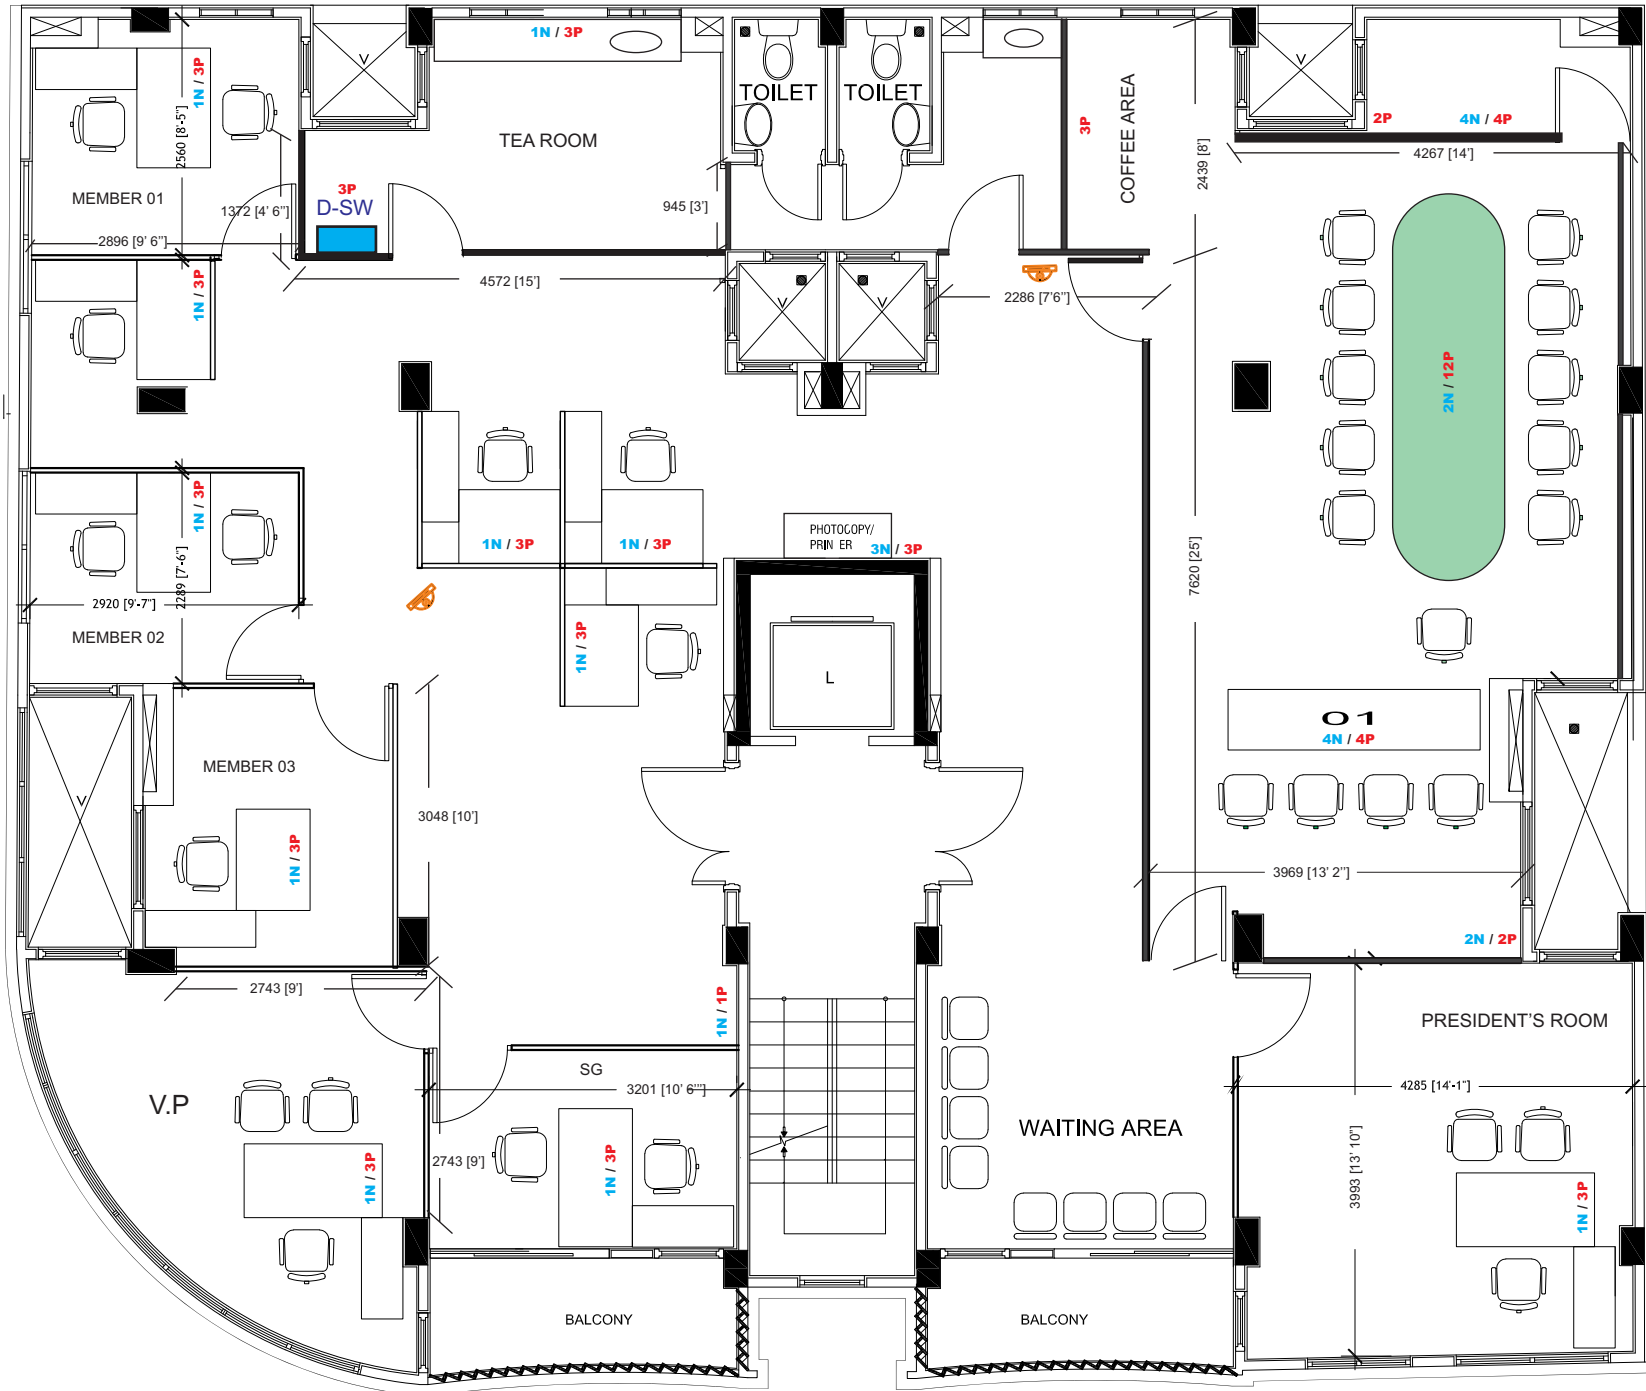 1N / 3P
TOILET
TOILET
COFFEE AREA
3P
V
V
2P
4N / 4P
1N / 3P
2560 [8'-5"]
TEA ROOM
2439 [8']
4267 [14']
MEMBER 01
3P
D-SW
1372 [4' 6"]
945 [3']
2896 [9' 6"]
1N / 3P
4572 [15']
V
V
2286 [7'6"]
2N / 12P
1N / 3P
2289 [7'-6"]
1N / 3P
1N / 3P
PHOTOCOPY/
PRIN ER
3N / 3P
7620 [25']
2920 [9'-7"]
MEMBER 02
1N / 3P
L
01
4N / 4P
MEMBER 03
V
3048 [10']
1N / 3P
3969 [13' 2"]
2N / 2P
2743 [9']
1N / 1P
PRESIDENT'S ROOM
SG
3201 [10' 6"']
4285 [14'-1"]
V.P
WAITING AREA
N
2743 [9']
1N / 3P
1N / 3P
3993 [13' 10"]
1N / 3P
BALCONY
BALCONY